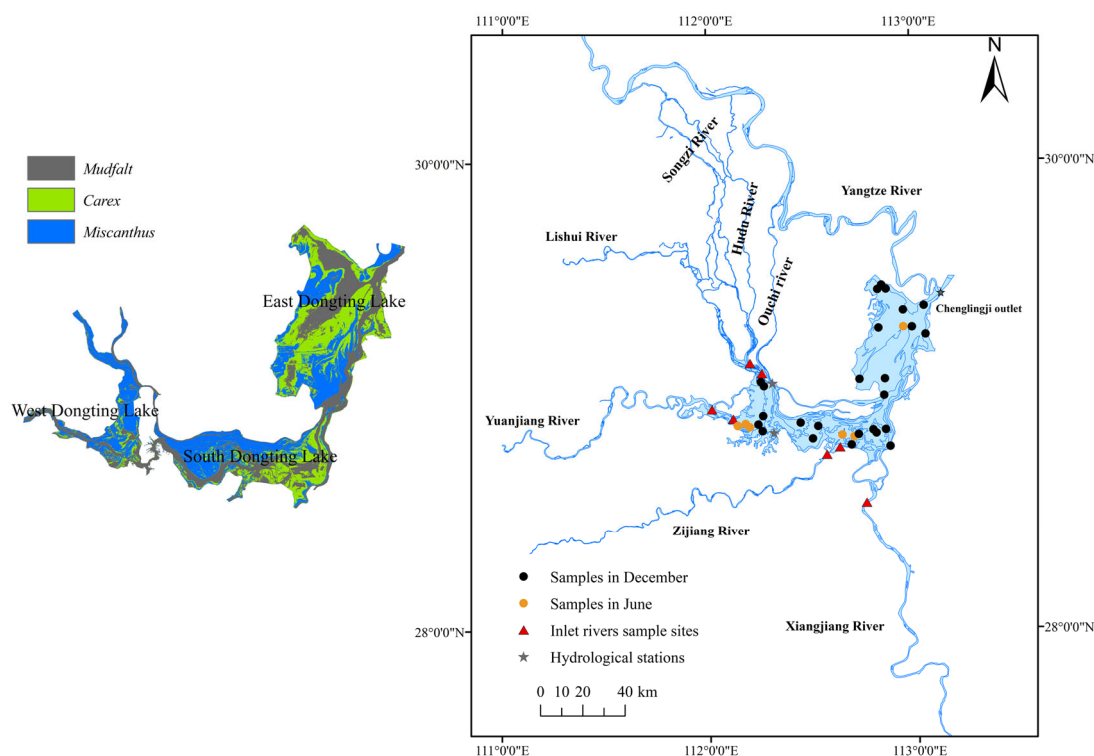 Mudfalt
Carex
Miscanthus
East Dongting Lake
West Dongting Lake
South Dongting Lake
111°0'0"E
112°0'0"E
113°0'0"E
N
30°0'0"N
30°0'0"N
Songzi River
Hudu River
Yangtze River
Lishui River
Ouchi river
Chenglingji outlet
Yuanjiang River
Zijiang River
Xiangjiang River
Samples in December
Samples in June
Inlet rivers sample sites
Hydrological stations
28°0'0"N
28°0'0"N
0 10 20 40 km
111°0'0"E
112°0'0"E
113°0'0"E